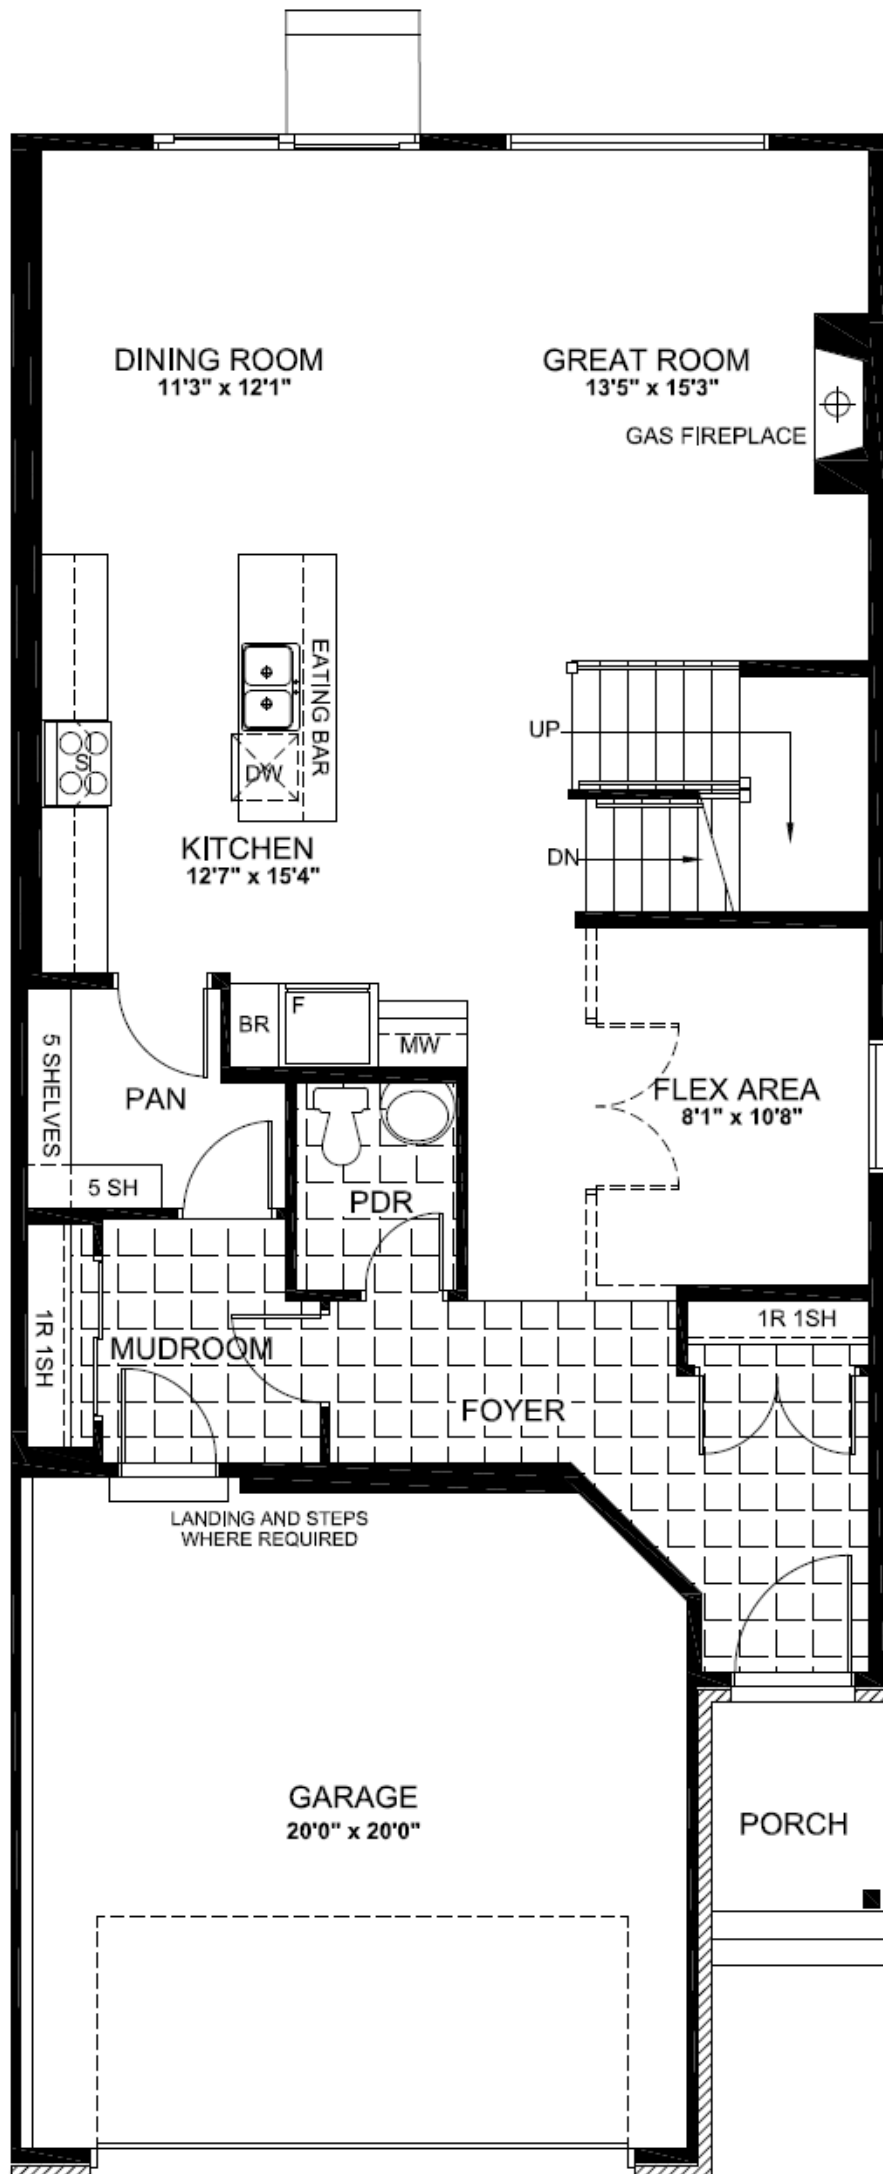 DINING ROOM
11'3" x 12'1"
GREAT ROOM
13'5" x 15'3"
GAS FIREPLACE
EATING BAR
S
DW
UP
DN
KITCHEN
12'7" x 15'4"
BR
F
MW
5 SHELVES
PAN
5 SH
PDR
FLEX AREA
8'1" x 10'8"
1R 1SH
MUDROOM
FOYER
1R 1SH
LANDING AND STEPS
WHERE REQUIRED
GARAGE
20'0" x 20'0"
PORCH